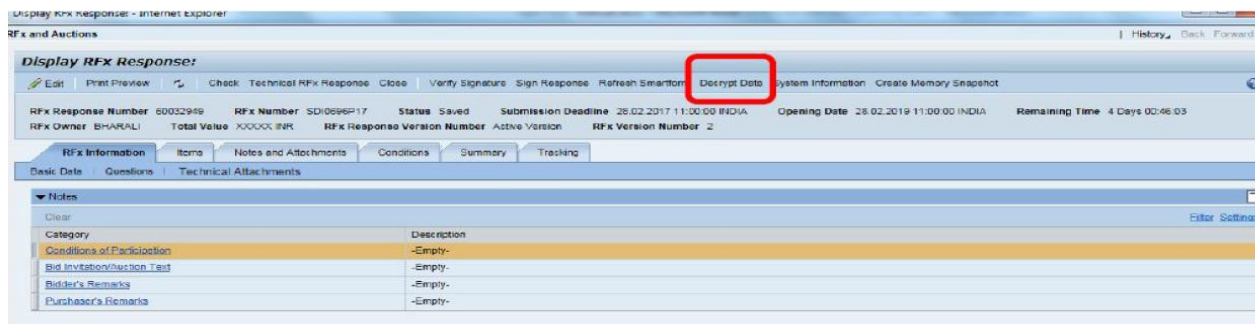 Display RFx Response: - Internet Explorer
RFx and Auctions | History Back Forward
Display RFx Response:
Edit Print Preview Check Technical RFx Response Close Verify Signature Sign Response Refresh Smartform Decrypt Data System Information Create Memory Snapshot
RFx Response Number 60032949 RFx Number SDI0696P17 Status Saved Submission Deadline 28.02.2017 11:00:00 INDIA Opening Date 28.02.2019 11:00:00 INDIA Remaining Time 4 Days 00:46:03
RFx Owner BHARALI Total Value XXXXX INR RFx Response Version Number Active Version RFx Version Number 2
RFx Information Items Notes and Attachments Conditions Summary Tracking
Basic Data Questions Technical Attachments
Notes
Clear Filter Settings
Category Description
Conditions of Participation -Empty-
Bid Invitation/Auction Text -Empty-
Bidder's Remarks -Empty-
Purchaser's Remarks -Empty-